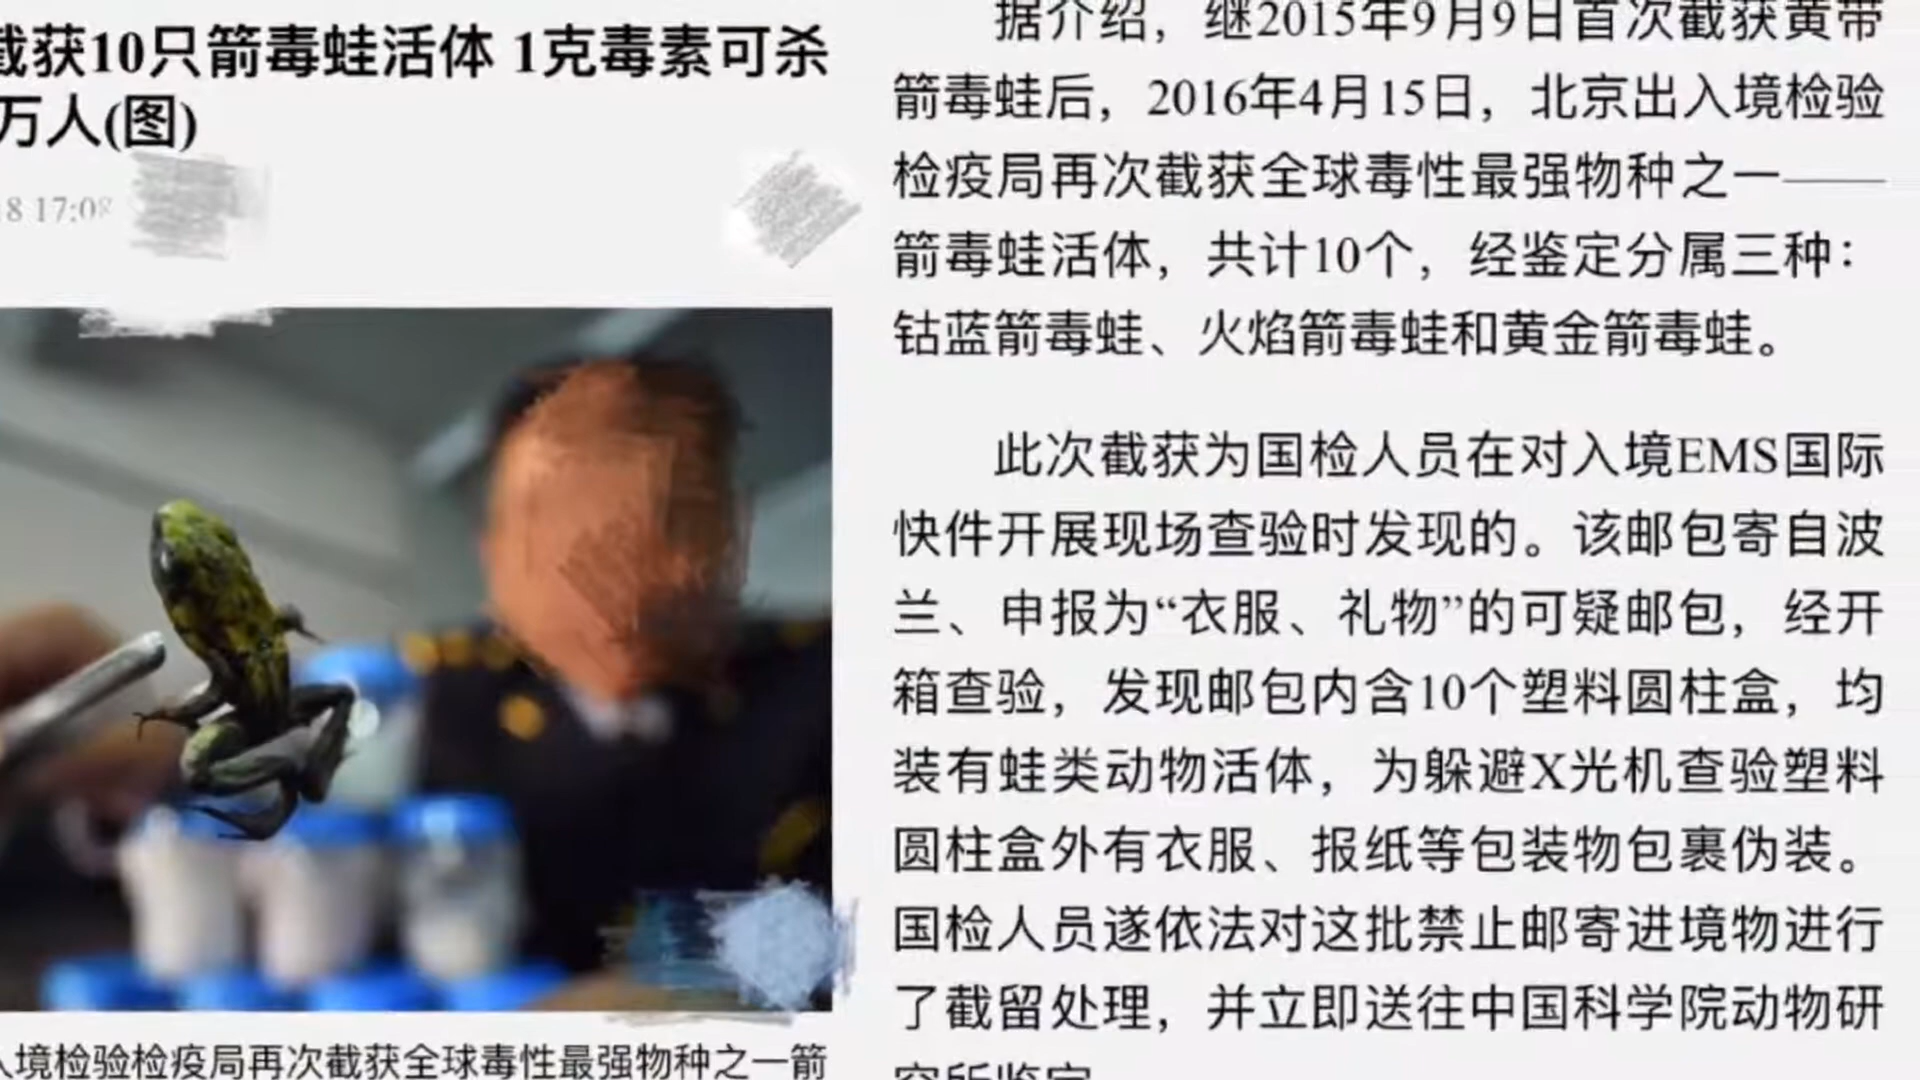 截获10只箭毒蛙活体 1克毒素可杀
万人(图)
8 17:08
入境检验检疫局再次截获全球毒性最强物种之一箭
据介绍，继2015年9月9日首次截获黄带
箭毒蛙后，2016年4月15日，北京出入境检验
检疫局再次截获全球毒性最强物种之一——
箭毒蛙活体，共计10个，经鉴定分属三种：
钴蓝箭毒蛙、火焰箭毒蛙和黄金箭毒蛙。
此次截获为国检人员在对入境EMS国际
快件开展现场查验时发现的。该邮包寄自波
兰、申报为“衣服、礼物”的可疑邮包，经开
箱查验，发现邮包内含10个塑料圆柱盒，均
装有蛙类动物活体，为躲避X光机查验塑料
圆柱盒外有衣服、报纸等包装物包裹伪装。
国检人员遂依法对这批禁止邮寄进境物进行
了截留处理，并立即送往中国科学院动物研
究所鉴定